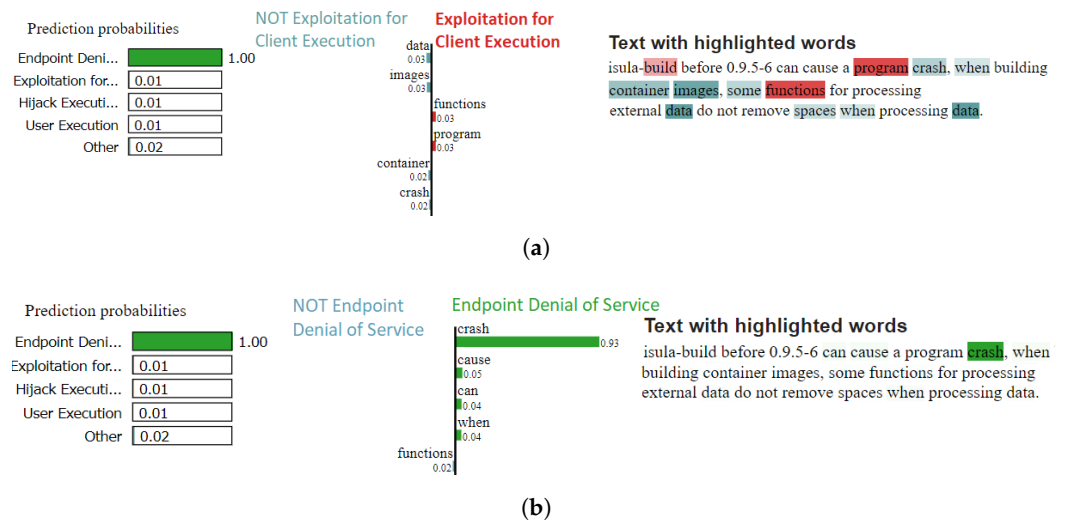 (a)
Prediction probabilities
Endpoint Deni... 1.00
Exploitation for... 0.01
Hijack Executi... 0.01
User Execution 0.01
Other 0.02
NOT Exploitation for
Client Execution
Exploitation for
Client Execution
data
0.03
images
0.03
functions
0.03
program
0.03
container
0.02
crash
0.02
Text with highlighted words
isula-build before 0.9.5-6 can cause a program crash, when building
container images, some functions for processing
external data do not remove spaces when processing data.
(b)
Prediction probabilities
Endpoint Deni... 1.00
Exploitation for... 0.01
Hijack Executi... 0.01
User Execution 0.01
Other 0.02
NOT Endpoint
Denial of Service
Endpoint Denial of Service
crash
0.93
cause
0.05
can
0.04
when
0.04
functions
0.02
Text with highlighted words
isula-build before 0.9.5-6 can cause a program crash, when
building container images, some functions for processing
external data do not remove spaces when processing data.